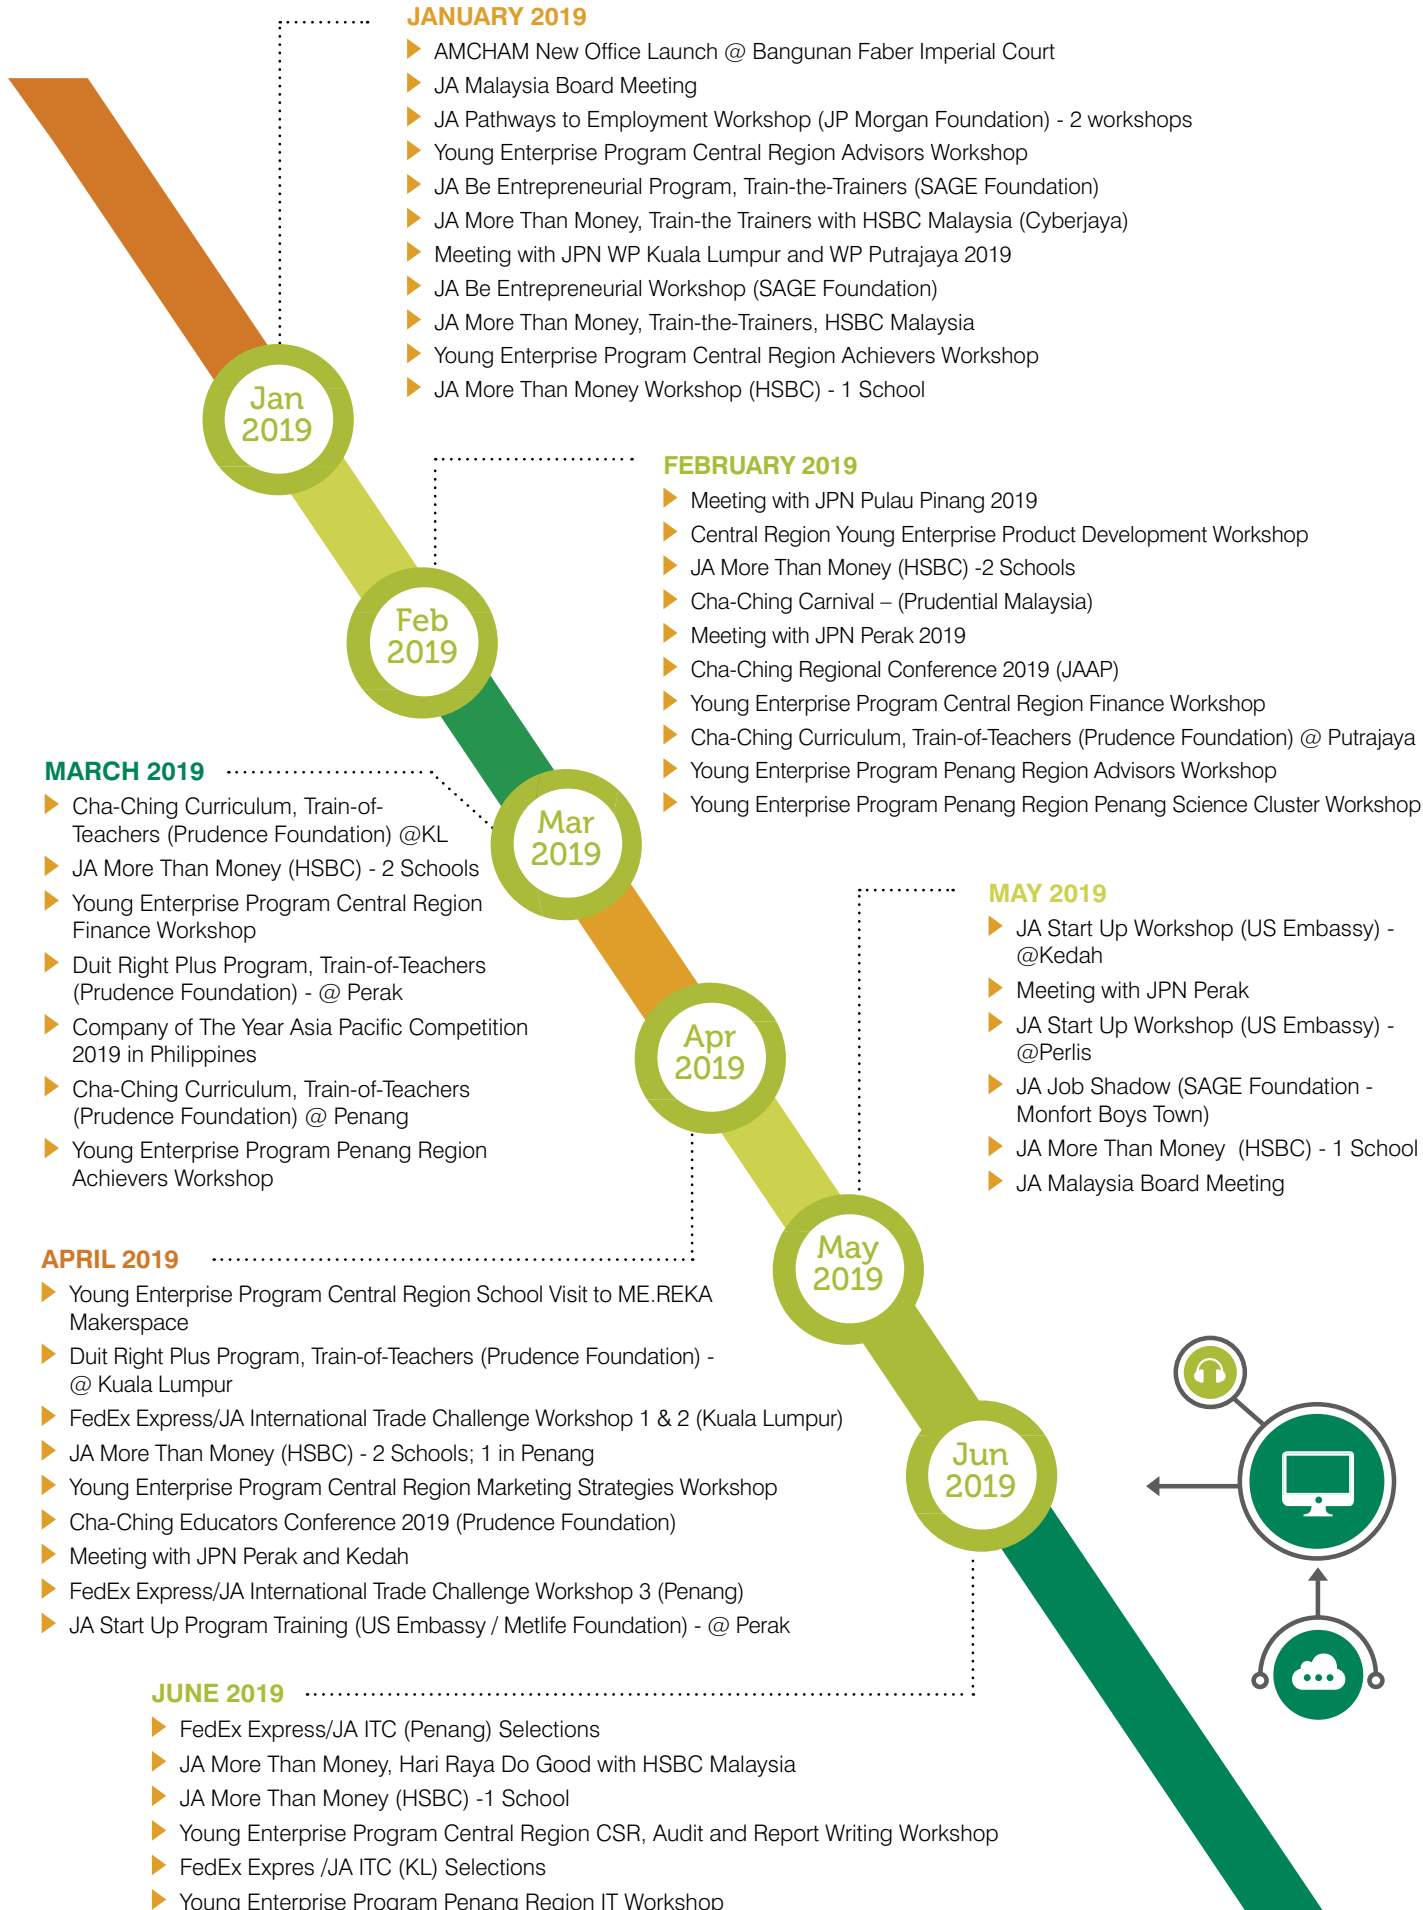 JANUARY 2019
AMCHAM New Office Launch @ Bangunan Faber Imperial Court
JA Malaysia Board Meeting
JA Pathways to Employment Workshop (JP Morgan Foundation) - 2 workshops
Young Enterprise Program Central Region Advisors Workshop
JA Be Entrepreneurial Program, Train-the-Trainers (SAGE Foundation)
JA More Than Money, Train-the Trainers with HSBC Malaysia (Cyberjaya)
Meeting with JPN WP Kuala Lumpur and WP Putrajaya 2019
JA Be Entrepreneurial Workshop (SAGE Foundation)
JA More Than Money, Train-the-Trainers, HSBC Malaysia
Young Enterprise Program Central Region Achievers Workshop
JA More Than Money Workshop (HSBC) - 1 School
Jan
2019
FEBRUARY 2019
Meeting with JPN Pulau Pinang 2019
Central Region Young Enterprise Product Development Workshop
JA More Than Money (HSBC) -2 Schools
Cha-Ching Carnival – (Prudential Malaysia)
Meeting with JPN Perak 2019
Cha-Ching Regional Conference 2019 (JAAP)
Young Enterprise Program Central Region Finance Workshop
Cha-Ching Curriculum, Train-of-Teachers (Prudence Foundation) @ Putrajaya
Young Enterprise Program Penang Region Advisors Workshop
Young Enterprise Program Penang Region Penang Science Cluster Workshop
Feb
2019
MARCH 2019
Cha-Ching Curriculum, Train-of-
Teachers (Prudence Foundation) @KL
JA More Than Money (HSBC) - 2 Schools
Young Enterprise Program Central Region
Finance Workshop
Duit Right Plus Program, Train-of-Teachers
(Prudence Foundation) - @ Perak
Company of The Year Asia Pacific Competition
2019 in Philippines
Cha-Ching Curriculum, Train-of-Teachers
(Prudence Foundation) @ Penang
Young Enterprise Program Penang Region
Achievers Workshop
Mar
2019
MAY 2019
JA Start Up Workshop (US Embassy) -
@Kedah
Meeting with JPN Perak
JA Start Up Workshop (US Embassy) -
@Perlis
JA Job Shadow (SAGE Foundation -
Monfort Boys Town)
JA More Than Money (HSBC) - 1 School
JA Malaysia Board Meeting
Apr
2019
APRIL 2019
Young Enterprise Program Central Region School Visit to ME.REKA
Makerspace
Duit Right Plus Program, Train-of-Teachers (Prudence Foundation) -
@ Kuala Lumpur
FedEx Express/JA International Trade Challenge Workshop 1 & 2 (Kuala Lumpur)
JA More Than Money (HSBC) - 2 Schools; 1 in Penang
Young Enterprise Program Central Region Marketing Strategies Workshop
Cha-Ching Educators Conference 2019 (Prudence Foundation)
Meeting with JPN Perak and Kedah
FedEx Express/JA International Trade Challenge Workshop 3 (Penang)
JA Start Up Program Training (US Embassy / Metlife Foundation) - @ Perak
May
2019
Jun
2019
JUNE 2019
FedEx Express/JA ITC (Penang) Selections
JA More Than Money, Hari Raya Do Good with HSBC Malaysia
JA More Than Money (HSBC) -1 School
Young Enterprise Program Central Region CSR, Audit and Report Writing Workshop
FedEx Expres /JA ITC (KL) Selections
Young Enterprise Program Penang Region IT Workshop